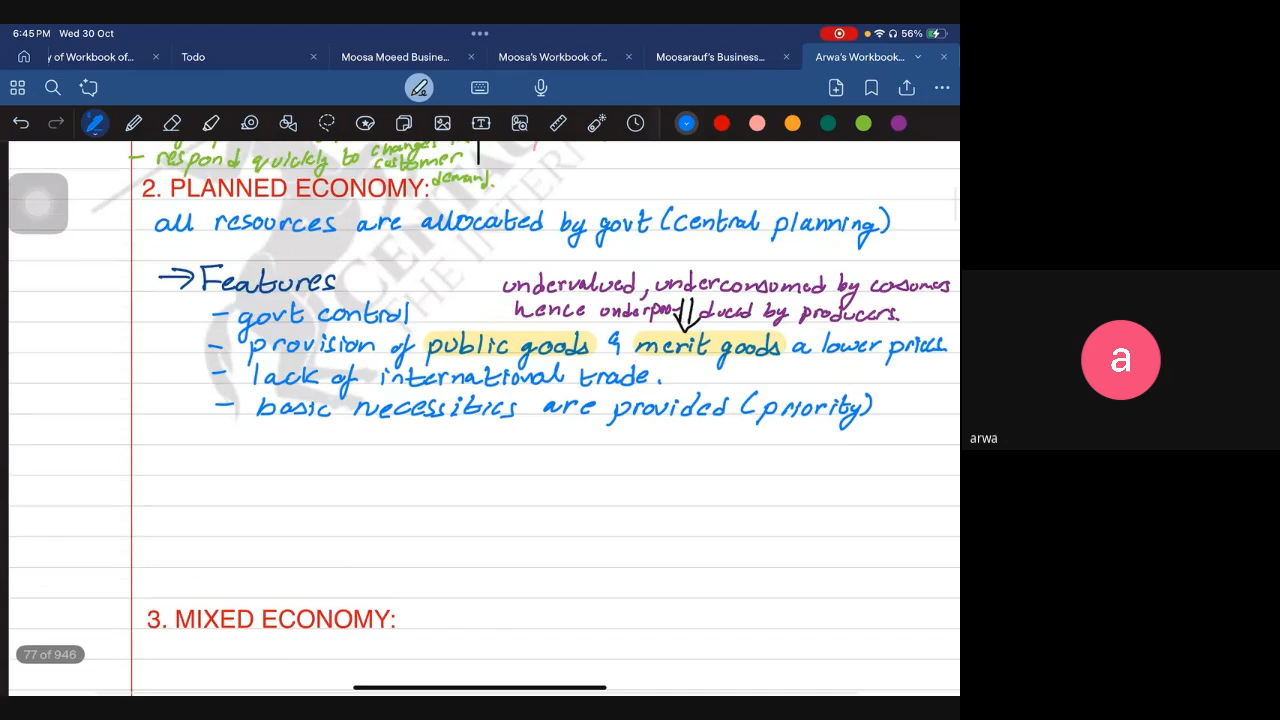 6:45 PM Wed 30 Oct
56%
y of Workbook of...
Todo
Moosa Moeed Busine...
Moosa's Workbook of...
Moosarauf's Business...
Arwa's Workbook...
- respond quickly to changes
customer
demand.
2. PLANNED ECONOMY:
all resources are allocated by govt (central planning)
→ Features
undervalued, underconsumed by cosumes
hence underproduced by producers.
- govt control
- provision of public goods & merit goods a lower prices
- lack of international trade.
- basic necessities are provided (priority)
3. MIXED ECONOMY:
77 of 946
a
arwa